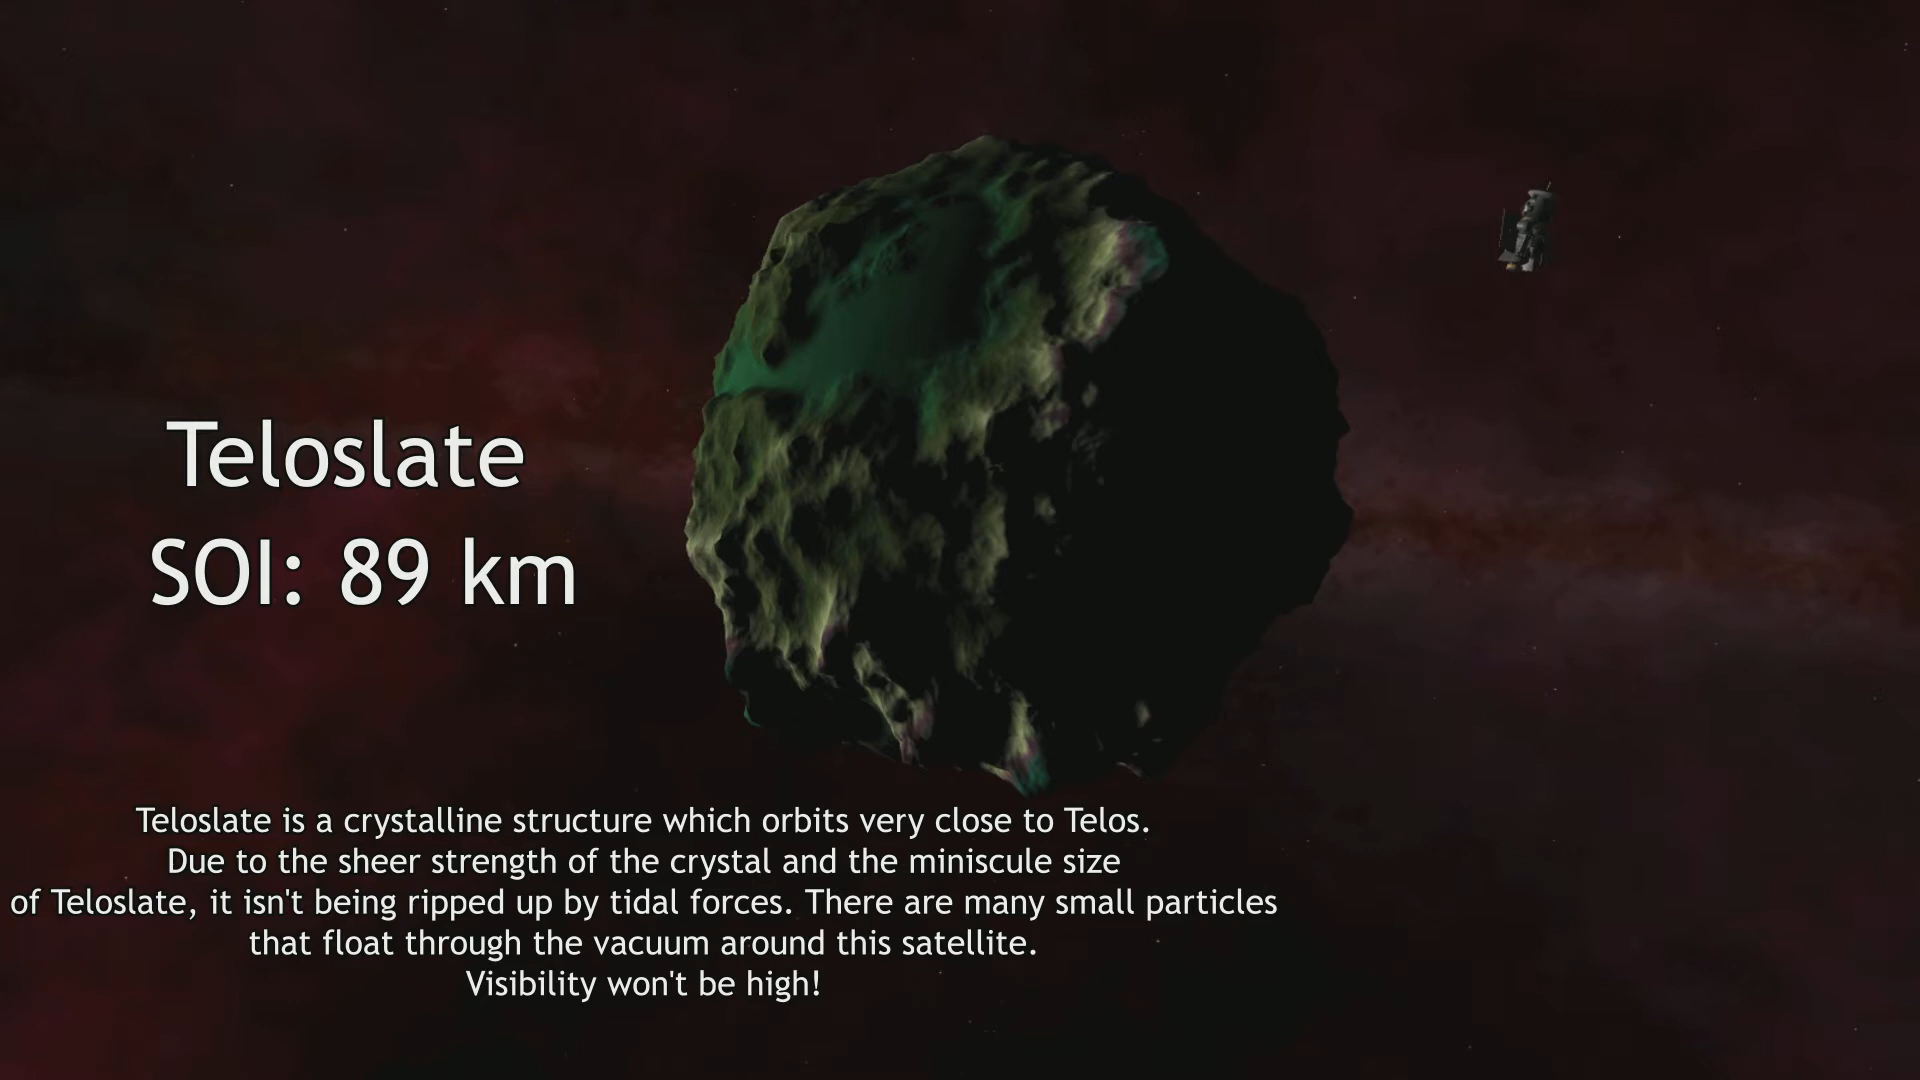 Teloslate
SOI: 89 km
Teloslate is a crystalline structure which orbits very close to Telos.
Due to the sheer strength of the crystal and the miniscule size
of Teloslate, it isn't being ripped up by tidal forces. There are many small particles
that float through the vacuum around this satellite.
Visibility won't be high!